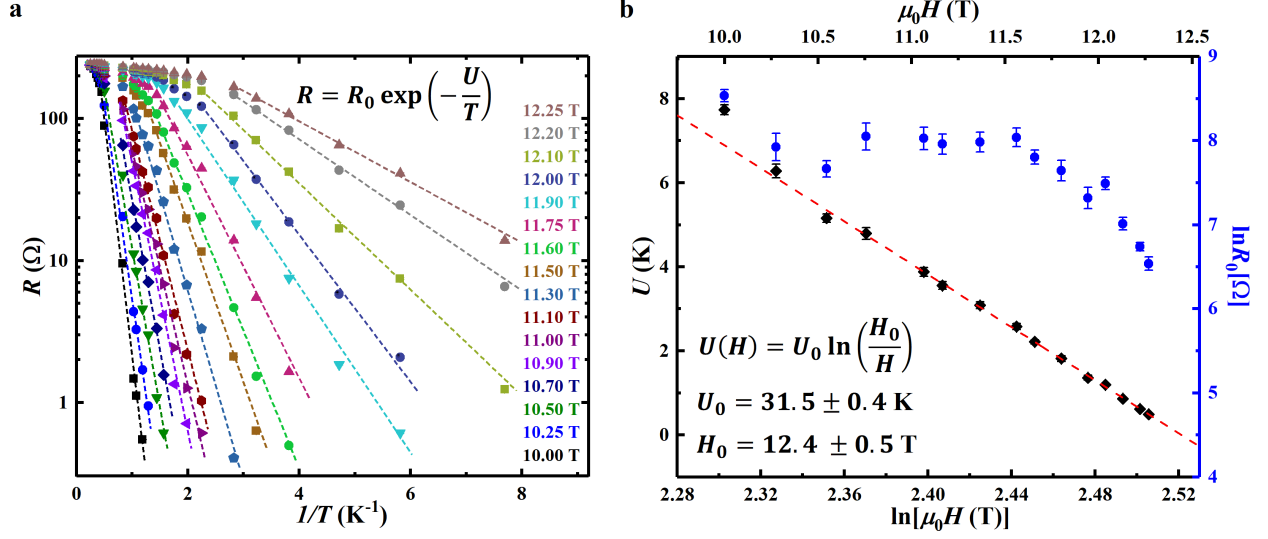 a
R = R₀ exp(−U/T)
12.25 T
12.20 T
12.10 T
12.00 T
11.90 T
11.75 T
11.60 T
11.50 T
11.30 T
11.10 T
11.00 T
10.90 T
10.70 T
10.50 T
10.25 T
10.00 T
100
10
1
R (Ω)
0 2 4 6 8
1/T (K⁻¹)
b
μ₀H (T)
10.0 10.5 11.0 11.5 12.0 12.5
8
6
4
2
0
U (K)
U(H) = U₀ ln(H₀/H)
U₀ = 31.5 ± 0.4 K
H₀ = 12.4 ± 0.5 T
9
8
7
6
5
4
lnR₀[Ω]
2.28 2.32 2.36 2.40 2.44 2.48 2.52
ln[μ₀H (T)]